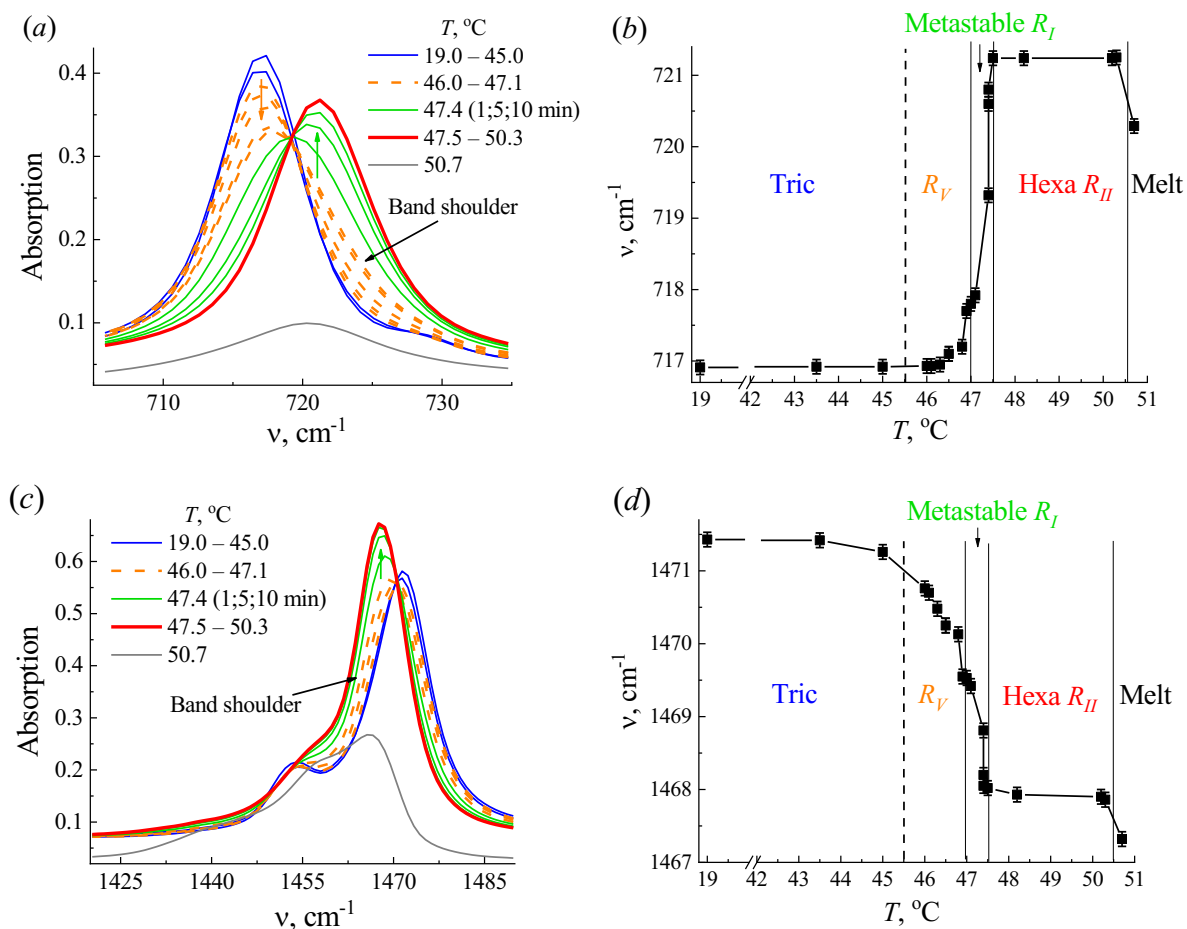 (a)
T, °C
19.0 – 45.0
46.0 – 47.1
47.4 (1;5;10 min)
47.5 – 50.3
50.7
Band shoulder
Absorption
0.4
0.3
0.2
0.1
710 720 730
ν, cm-1
(b)
Metastable RI
ν, cm-1
721
720
719
718
717
Tric RV Hexa RII Melt
19 42 43 44 45 46 47 48 49 50 51
T, °C
(c)
T, °C
19.0 – 45.0
46.0 – 47.1
47.4 (1;5;10 min)
47.5 – 50.3
50.7
Band shoulder
Absorption
0.6
0.5
0.4
0.3
0.2
0.1
1425 1440 1455 1470 1485
ν, cm-1
(d)
Metastable RI
ν, cm-1
1471
1470
1469
1468
1467
Tric RV Hexa RII Melt
19 42 43 44 45 46 47 48 49 50 51
T, °C